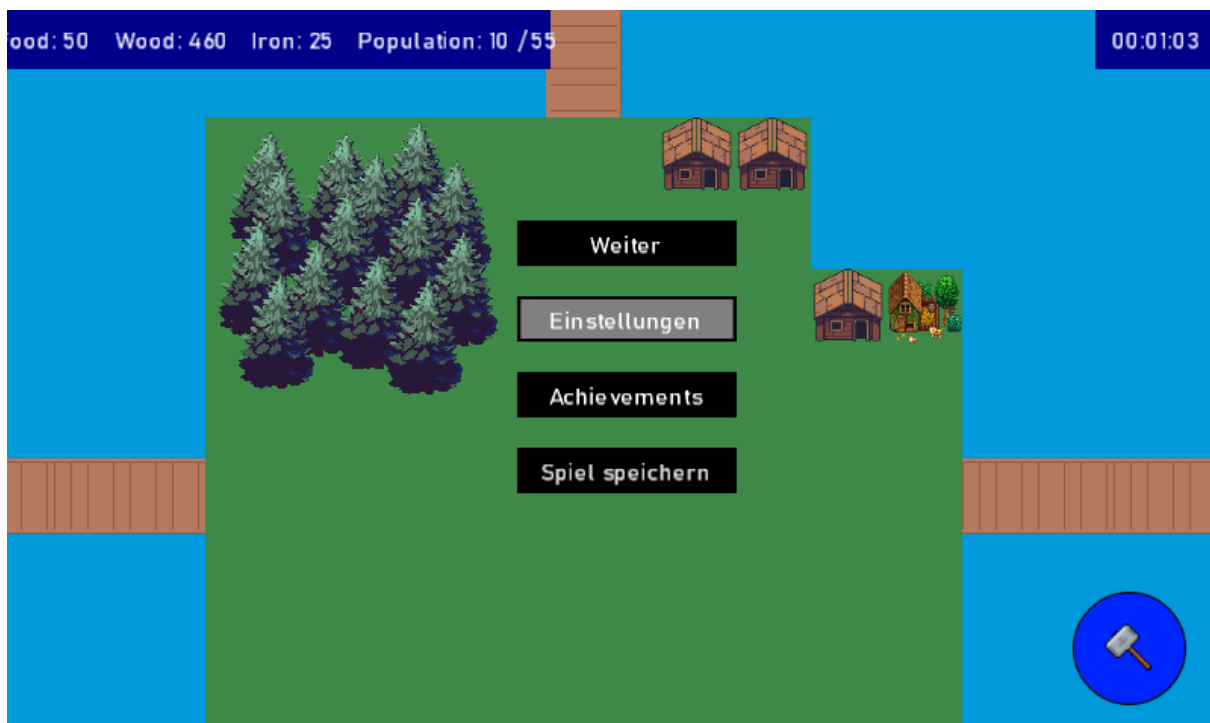 ood: 50 Wood: 460 Iron: 25 Population: 10 /55
00:01:03
Weiter
Einstellungen
Achievements
Spiel speichern